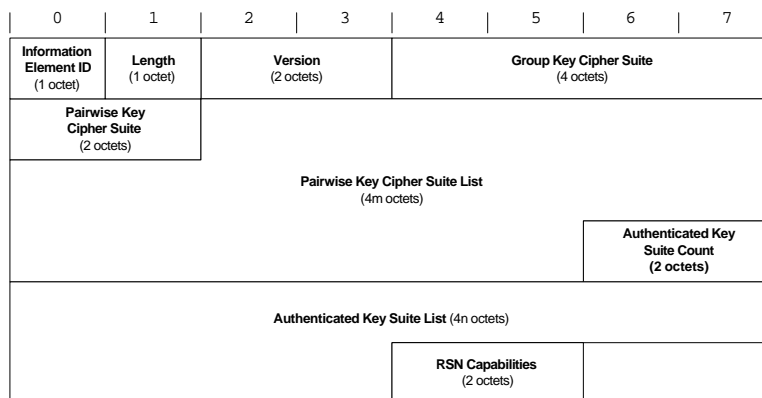 0 1 2 3 4 5 6 7
Information
Element ID
(1 octet)
Length
(1 octet)
Version
(2 octets)
Group Key Cipher Suite
(4 octets)
Pairwise Key
Cipher Suite
(2 octets)
Pairwise Key Cipher Suite List
(4m octets)
Authenticated Key
Suite Count
(2 octets)
Authenticated Key Suite List (4n octets)
RSN Capabilities
(2 octets)